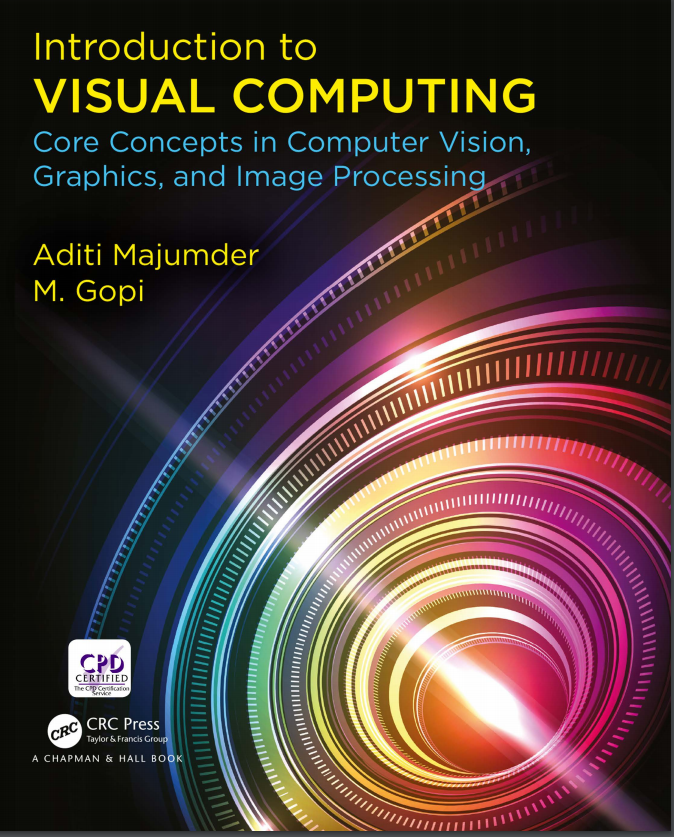 Introduction to
VISUAL COMPUTING
Core Concepts in Computer Vision,
Graphics, and Image Processing
Aditi Majumder
M. Gopi
CPD
CERTIFIED
The CPD Certification
Service
CRC
CRC Press
Taylor & Francis Group
A CHAPMAN & HALL BOOK